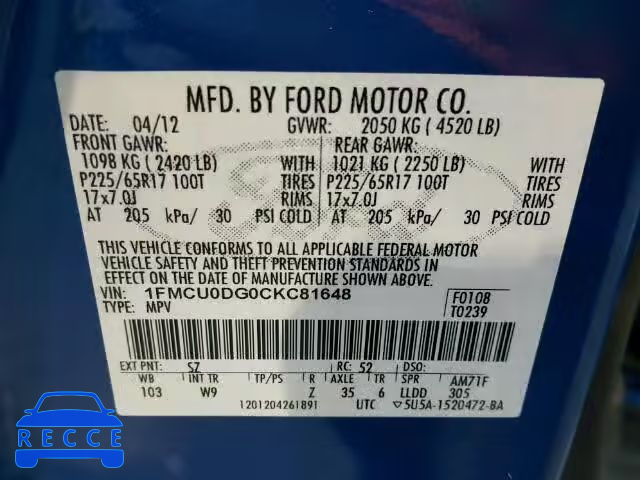 MFD. BY FORD MOTOR CO.
DATE: 04/12 GVWR: 2050 KG ( 4520 LB)
FRONT GAWR: REAR GAWR:
1098 KG ( 2420 LB) WITH 1021 KG ( 2250 LB) WITH
P225/65R17 100T TIRES P225/65R17 100T TIRES
17x7.0J RIMS 17x7.0J RIMS
AT 205 kPa/ 30 PSI COLD AT 205 kPa/ 30 PSI COLD
Ford
THIS VEHICLE CONFORMS TO ALL APPLICABLE FEDERAL MOTOR
VEHICLE SAFETY AND THEFT PREVENTION STANDARDS IN
EFFECT ON THE DATE OF MANUFACTURE SHOWN ABOVE.
VIN: 1FMCU0DG0CKC81648 F0108
TYPE: MPV T0239
EXT PNT: SZ RC: 52 DSO:
WB INT TR TP/PS R AXLE TR SPR AM71F
103 W9 Z 35 6 LLDD 305
1201204261891 UTC ▽5U5A-1520472-BA
RECCE